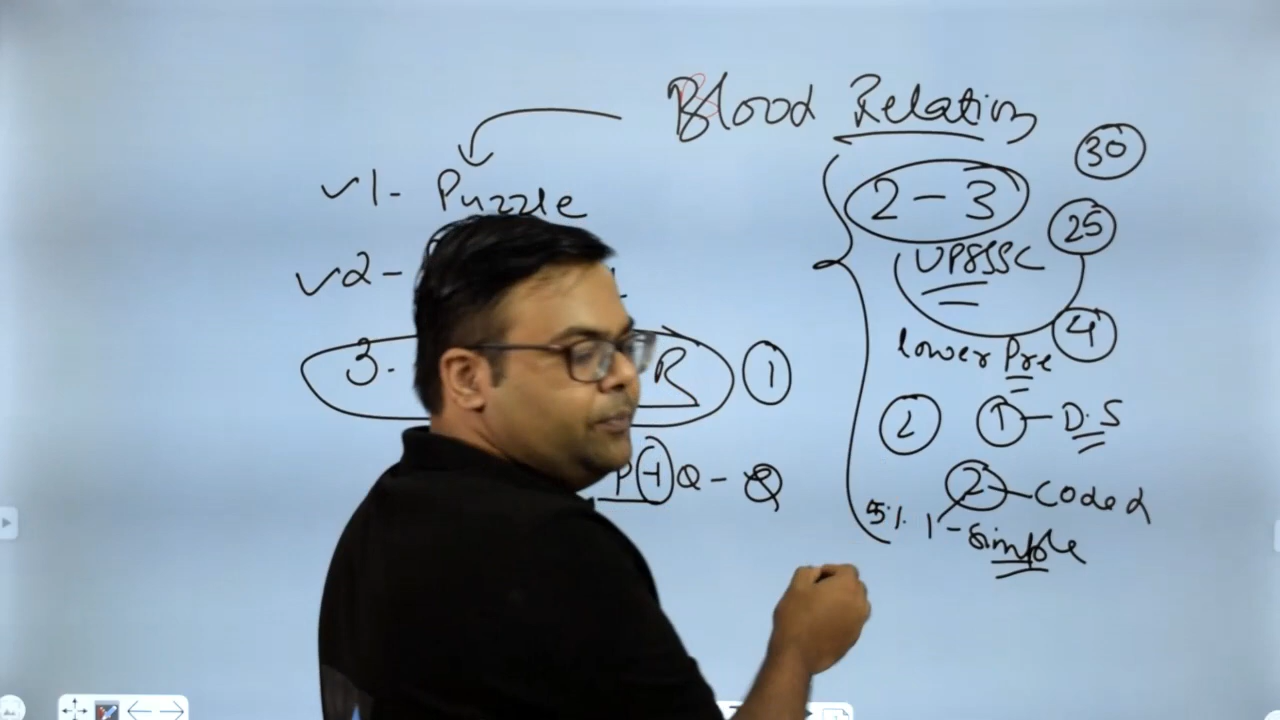 Blood Relation
30
✓1- Puzzle
2-3
25
✓2-
UPSSSC
4
lower Pre
3. R 1
2 1 - D.S
P + Q - Q
2 - Coded
5%. 1 - Simple